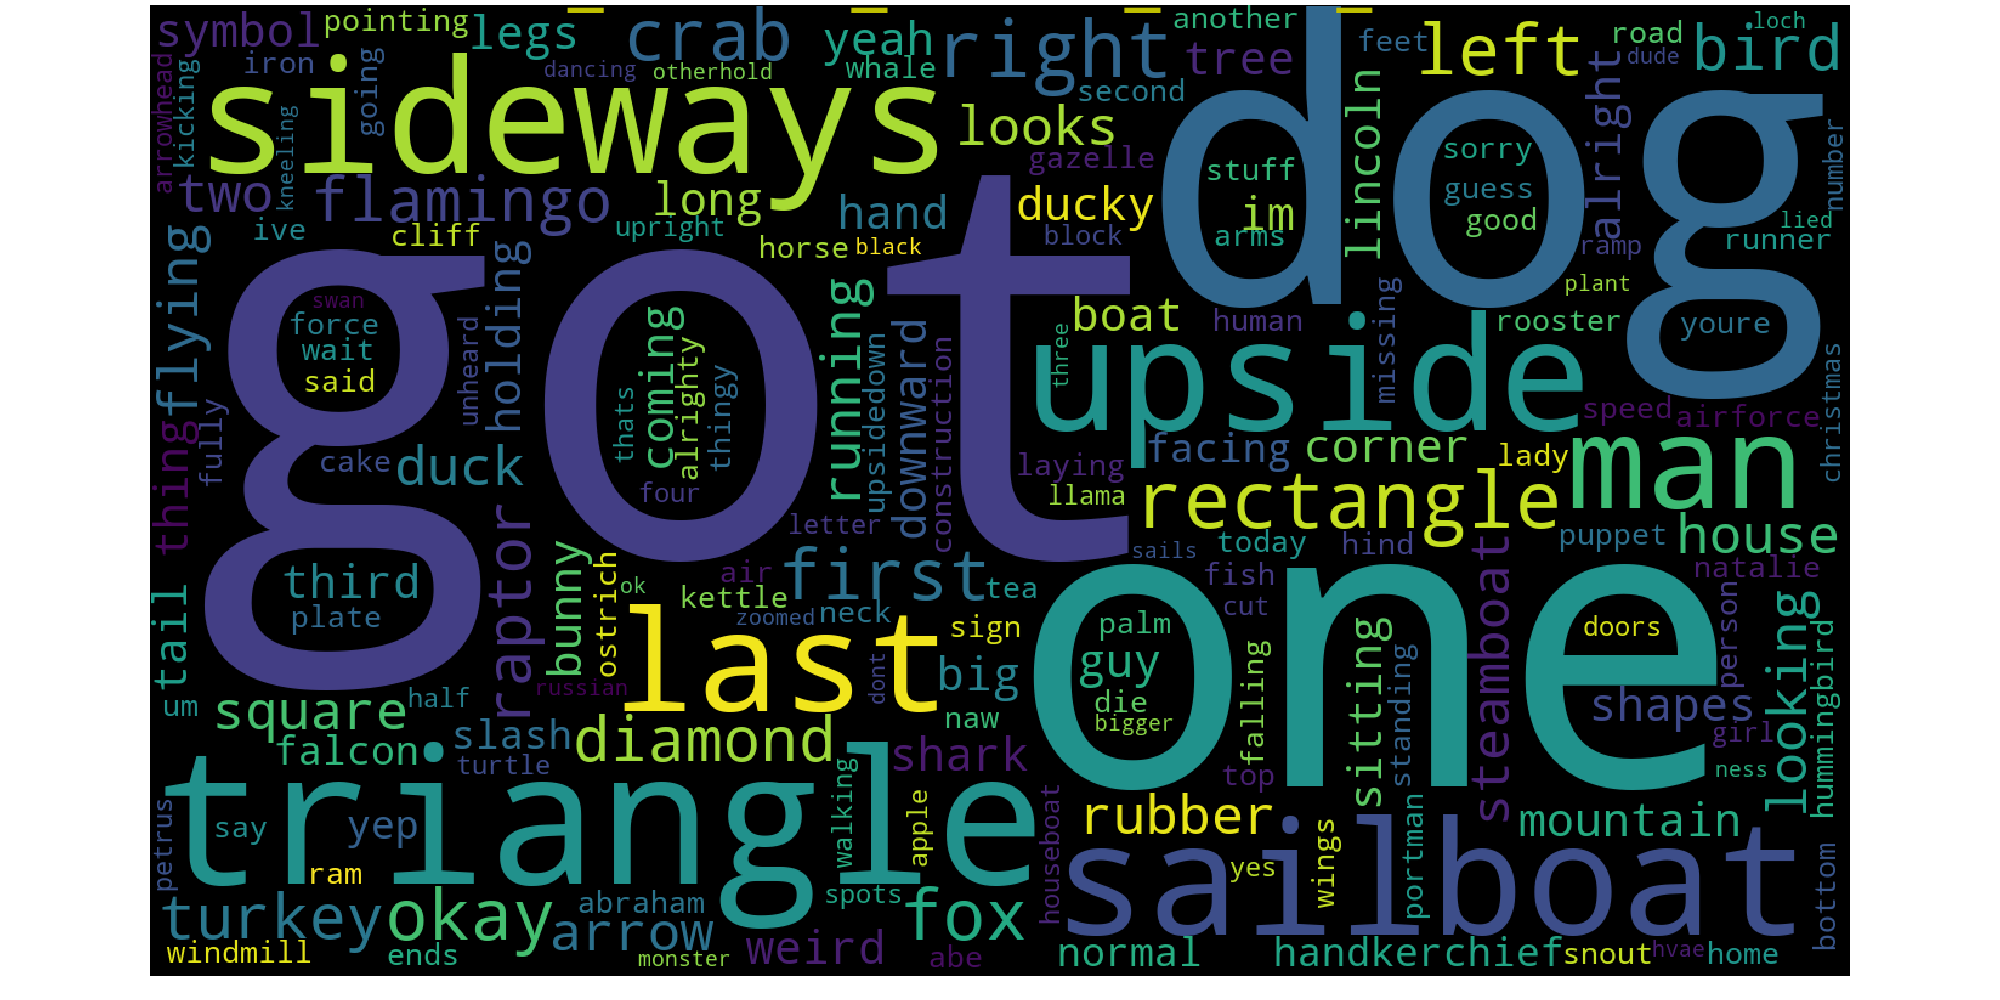 symbol
pointing
legs
crab
yeah
right
another
tree
feet
left
road
loch
bird
iron
going
dancing
otherhold
whale
second
dude
sideways
dog
arrowhead
kicking
kneeling
looks
gazelle
stuff
lincoln
sorry
alright
number
two
flamingo
long
hand
ducky
im
guess
good
lied
ive
cliff
upright
horse
black
block
arms
ramp
runner
flying
holding
got
running
missing
plant
swan
force
wait
said
unheard
coming
alrighty
thingy
thats
upsidedown
downward
construction
boat
three
human
rooster
youre
upside
christmas
speed
airforce
man
thing
fully
cake
duck
four
letter
laying
llama
facing
corner
lady
rectangle
puppet
house
third
plate
raptor
bunny
ostrich
ok
air
first
kettle
zoomed
neck
tea
sails
today
hind
fish
cut
steamboat
natalie
tail
um
square
half
russian
last
dont
big
sign
naw
one
palm
guy
die
bigger
falling
sitting
standing
doors
person
shapes
girl
looking
hummingbird
falcon
slash
turtle
diamond
shark
top
ness
triangle
petrus
say
yep
ram
walking
apple
houseboat
rubber
wings
yes
portman
mountain
sailboat
bottom
turkey
okay
abraham
arrow
spots
fox
windmill
ends
monster
weird
abe
normal
handkerchief
snout
hvae
home